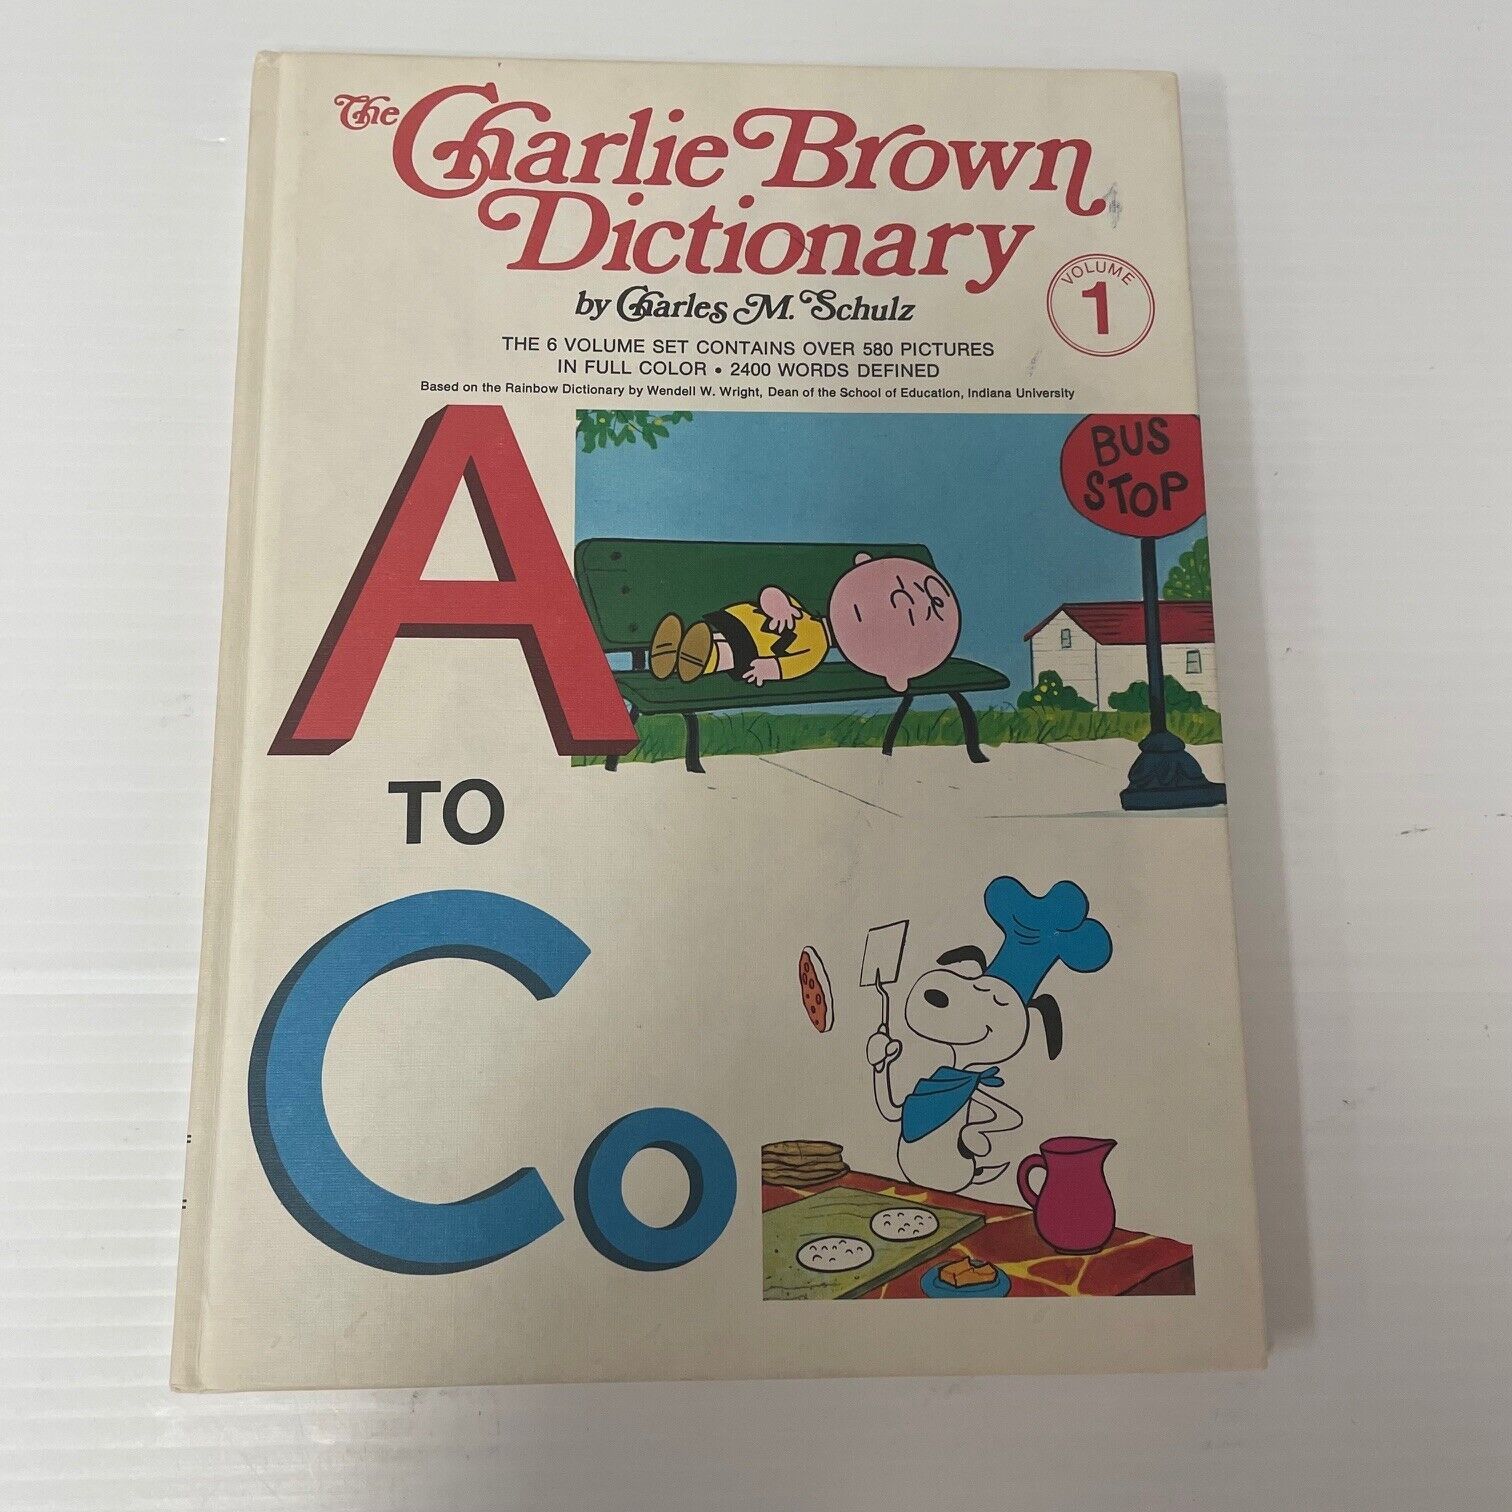 The Charlie Brown
Dictionary
by Charles M. Schulz
VOLUME
1
THE 6 VOLUME SET CONTAINS OVER 580 PICTURES
IN FULL COLOR • 2400 WORDS DEFINED
Based on the Rainbow Dictionary by Wendell W. Wright, Dean of the School of Education, Indiana University
A
BUS
STOP
TO
Co